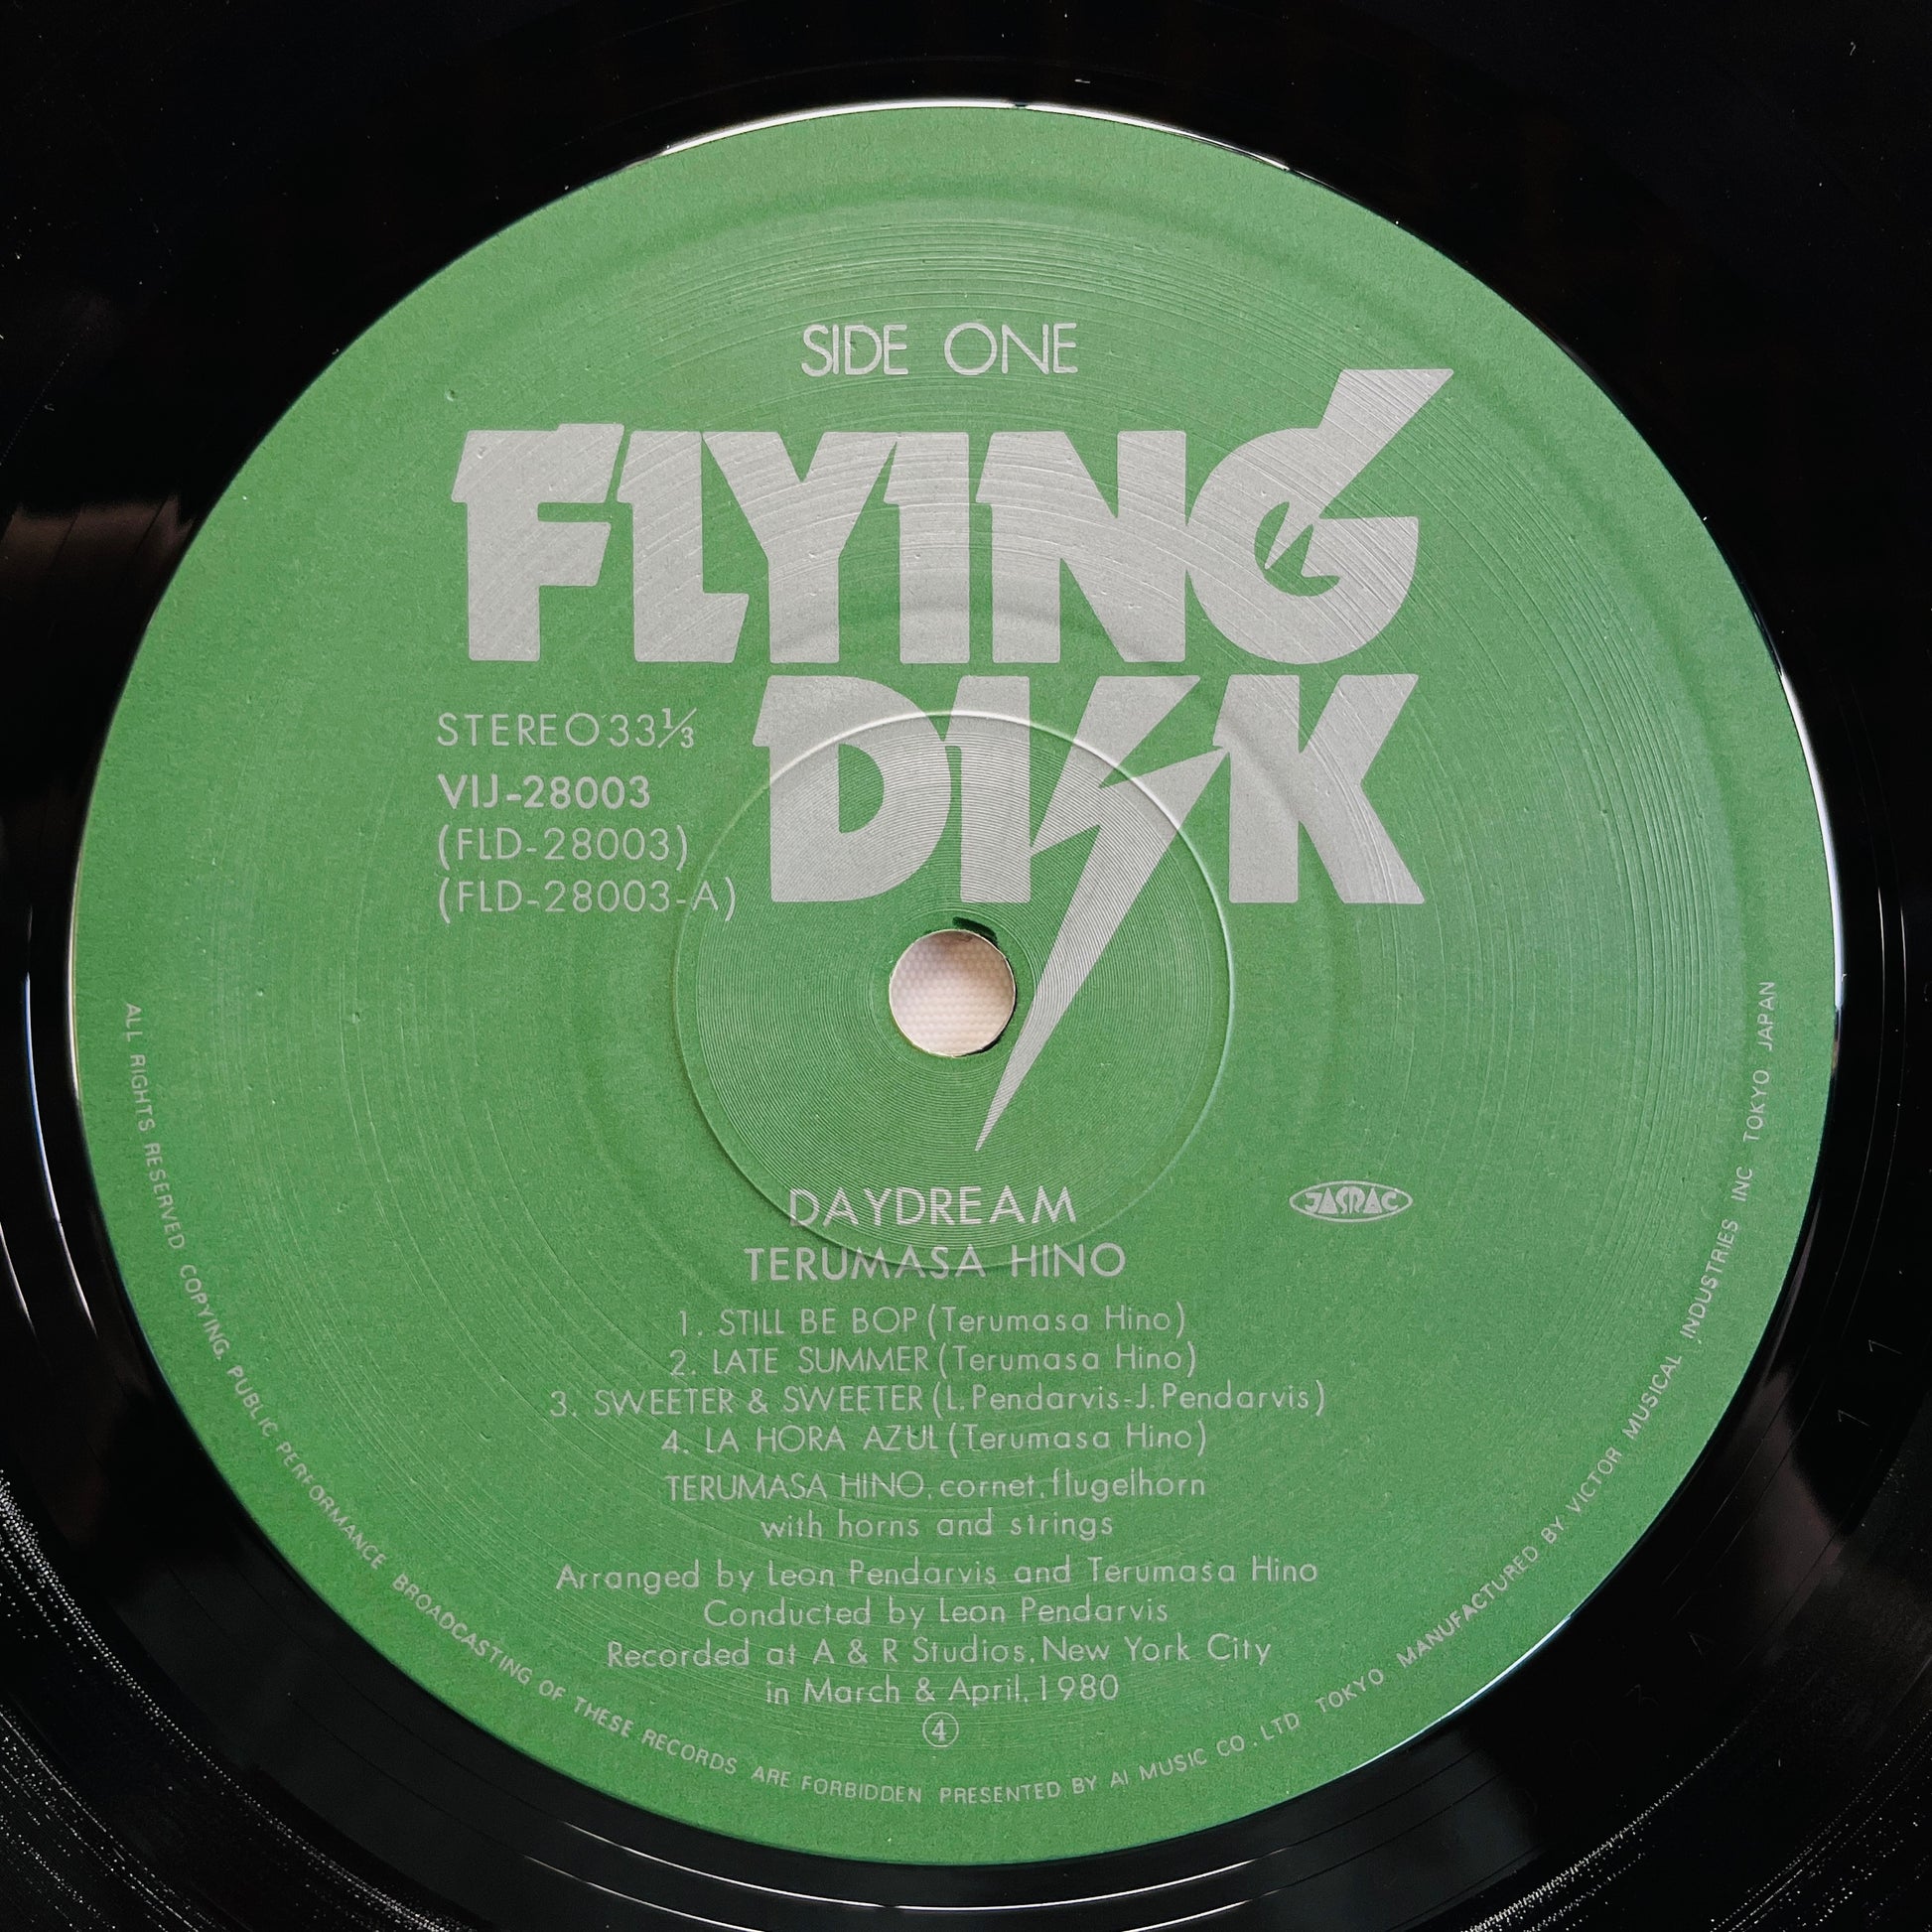 SIDE ONE
FLYING
DISK
STEREO 33⅓
VIJ-28003
(FLD-28003)
(FLD-28003-A)
DAYDREAM
JASRAC
TERUMASA HINO
1. STILL BE BOP (Terumasa Hino)
2. LATE SUMMER (Terumasa Hino)
3. SWEETER & SWEETER (L.Pendarvis-J.Pendarvis)
4. LA HORA AZUL (Terumasa Hino)
TERUMASA HINO, cornet, flugelhorn
with horns and strings
Arranged by Leon Pendarvis and Terumasa Hino
Conducted by Leon Pendarvis
Recorded at A & R Studios, New York City
in March & April, 1980
④
ALL RIGHTS RESERVED COPYING, PUBLIC PERFORMANCE BROADCASTING OF THESE RECORDS ARE FORBIDDEN PRESENTED BY AI MUSIC CO.LTD TOKYO MANUFACTURED BY VICTOR MUSICAL INDUSTRIES INC TOKYO JAPAN